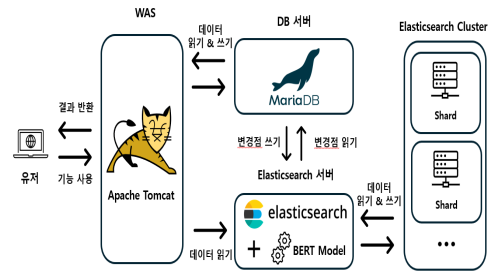 WAS
데이터
읽기 & 쓰기
DB 서버
Elasticsearch Cluster
MariaDB
Shard
결과 반환
유저
기능 사용
Apache Tomcat
변경점 쓰기
변경점 읽기
Elasticsearch 서버
데이터
읽기 & 쓰기
Shard
elasticsearch
+
BERT Model
데이터 읽기
...